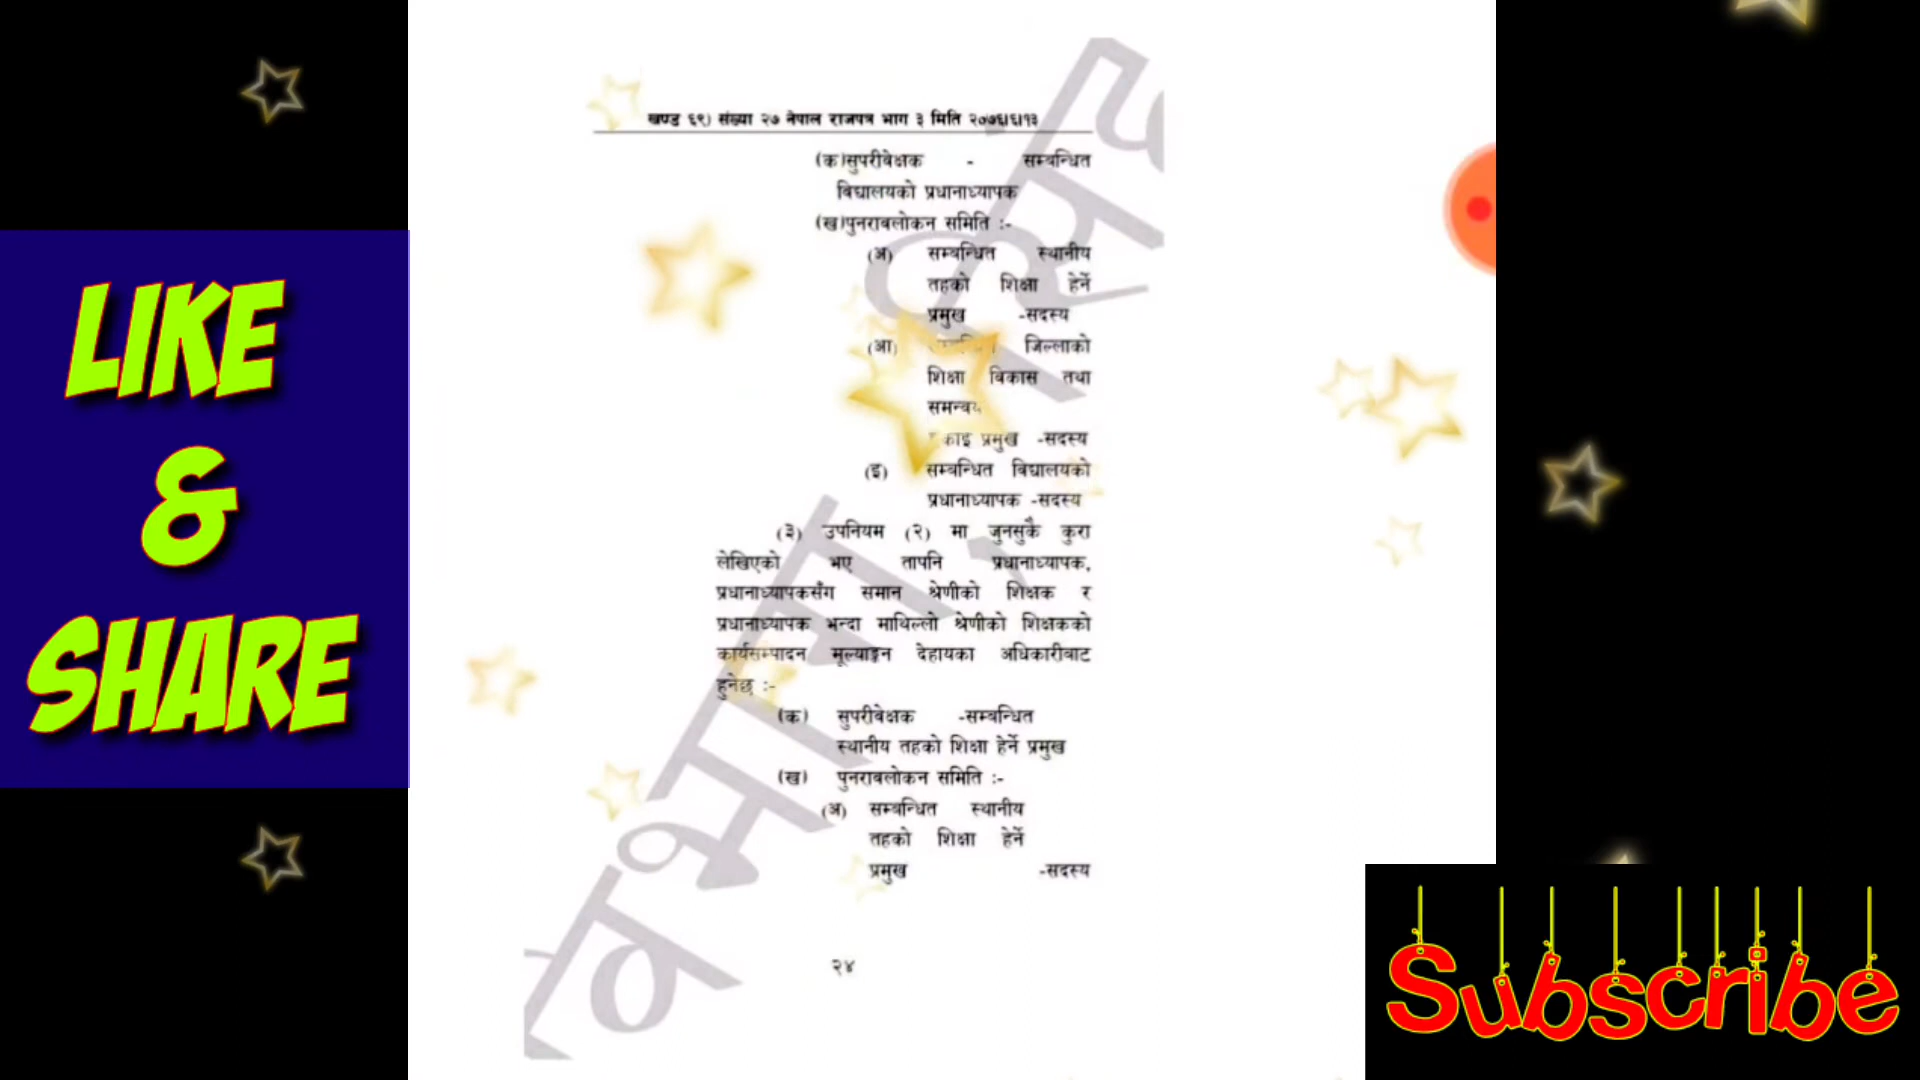 LIKE
&
SHARE
खण्ड ६९) संख्या २७ नेपाल राजपत्र भाग ३ मिति २०७६।६।१३
(क)सुपरीवेक्षक - सम्बन्धित
विद्यालयको प्रधानाध्यापक
(ख)पुनरावलोकन समिति :-
(अ) सम्बन्धित स्थानीय
तहको शिक्षा हेर्ने
प्रमुख -सदस्य
(आ) जिल्लाको
शिक्षा विकास तथा
समन्वय
प्रमुख -सदस्य
(इ) सम्बन्धित विद्यालयको
प्रधानाध्यापक -सदस्य
(३) उपनियम (२) मा जुनसुकै कुरा
लेखिएको भए तापनि प्रधानाध्यापक,
प्रधानाध्यापकसँग समान श्रेणीको शिक्षक र
प्रधानाध्यापक भन्दा माथिल्लो श्रेणीको शिक्षकको
कार्यसम्पादन मूल्याङ्कन देहायका अधिकारीबाट
हुनेछ :-
(क) सुपरीवेक्षक -सम्बन्धित
स्थानीय तहको शिक्षा हेर्ने प्रमुख
(ख) पुनरावलोकन समिति :-
(अ) सम्बन्धित स्थानीय
तहको शिक्षा हेर्ने
प्रमुख -सदस्य
२४
Subscribe